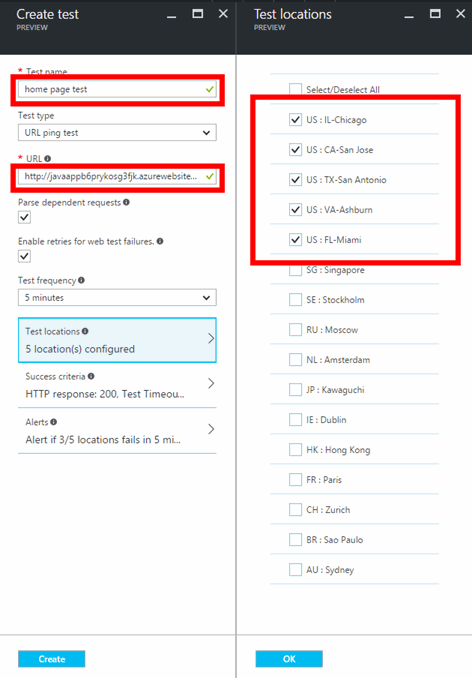 Create test
PREVIEW
* Test name
home page test
Test type
URL ping test
* URL
http://javaappb6prykosg3fjk.azurewebsite...
Parse dependent requests
Enable retries for web test failures.
Test frequency
5 minutes
Test locations
5 location(s) configured
Success criteria
HTTP response: 200, Test Timeou...
Alerts
Alert if 3/5 locations fails in 5 mi...
Create
Test locations
PREVIEW
Select/Deselect All
US : IL-Chicago
US : CA-San Jose
US : TX-San Antonio
US : VA-Ashburn
US : FL-Miami
SG : Singapore
SE : Stockholm
RU : Moscow
NL : Amsterdam
JP : Kawaguchi
IE : Dublin
HK : Hong Kong
FR : Paris
CH : Zurich
BR : Sao Paulo
AU : Sydney
OK